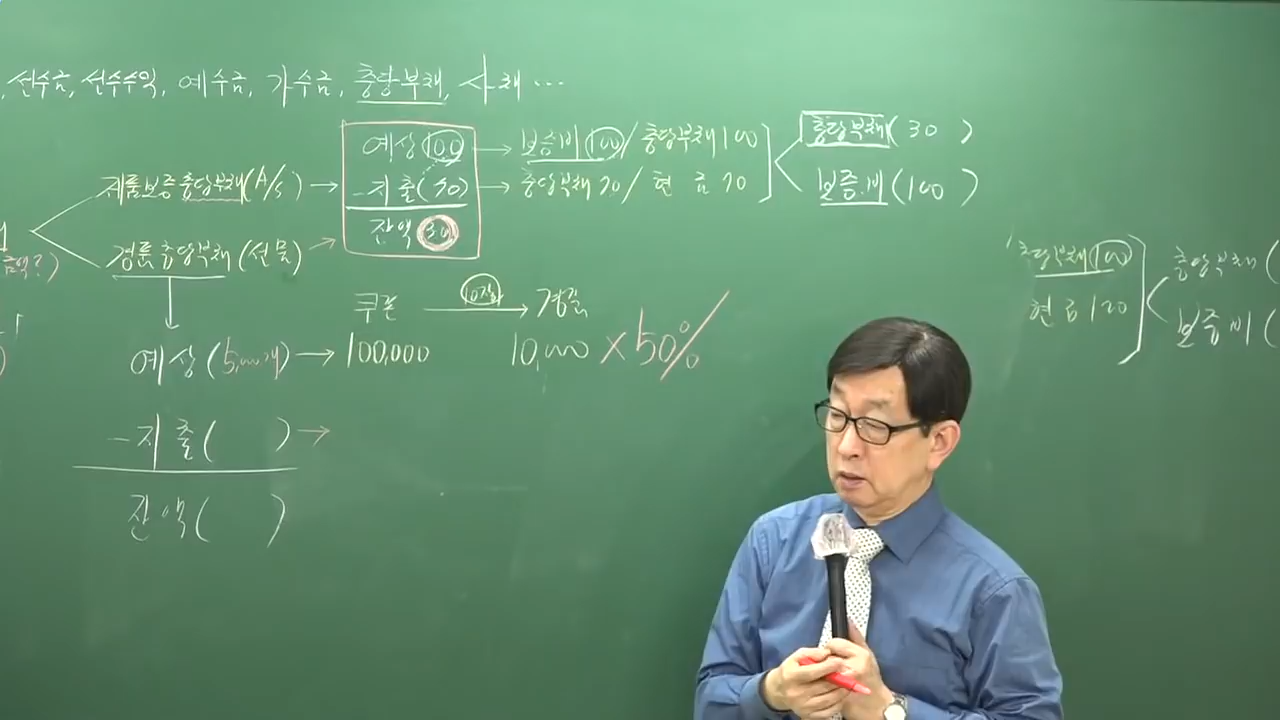 선수금, 선수수익, 예수금, 가수금, 충당부채, 사채 …
예상 100 → 보증비 100 / 충당부채 100
충당부채 ( 30 )
제품보증충당부채 (A/S) → - 지출 (70) → 충당부채 70 / 현금 70
보증비 (100)
잔액 30
경품충당부채 (선물) →
금액?)
충당부채 100
충당부채 (
현금 120
보증비 (
쿠폰 10장 → 경품
예상 (5,000개) → 100,000 10,000 × 50%
- 지출 ( ) →
잔액 ( )